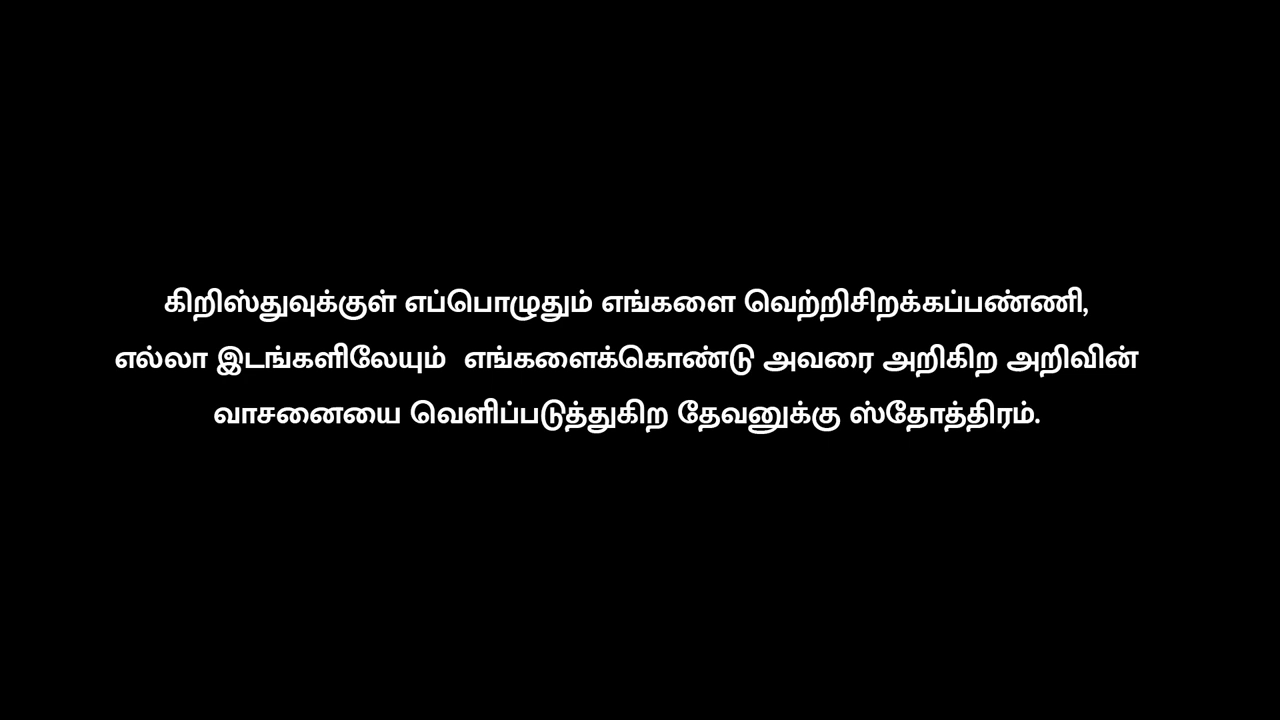 கிறிஸ்துவுக்குள் எப்பொழுதும் எங்களை வெற்றிசிறக்கப்பண்ணி,
எல்லா இடங்களிலேயும் எங்களைக்கொண்டு அவரை அறிகிற அறிவின்
வாசனையை வெளிப்படுத்துகிற தேவனுக்கு ஸ்தோத்திரம்.